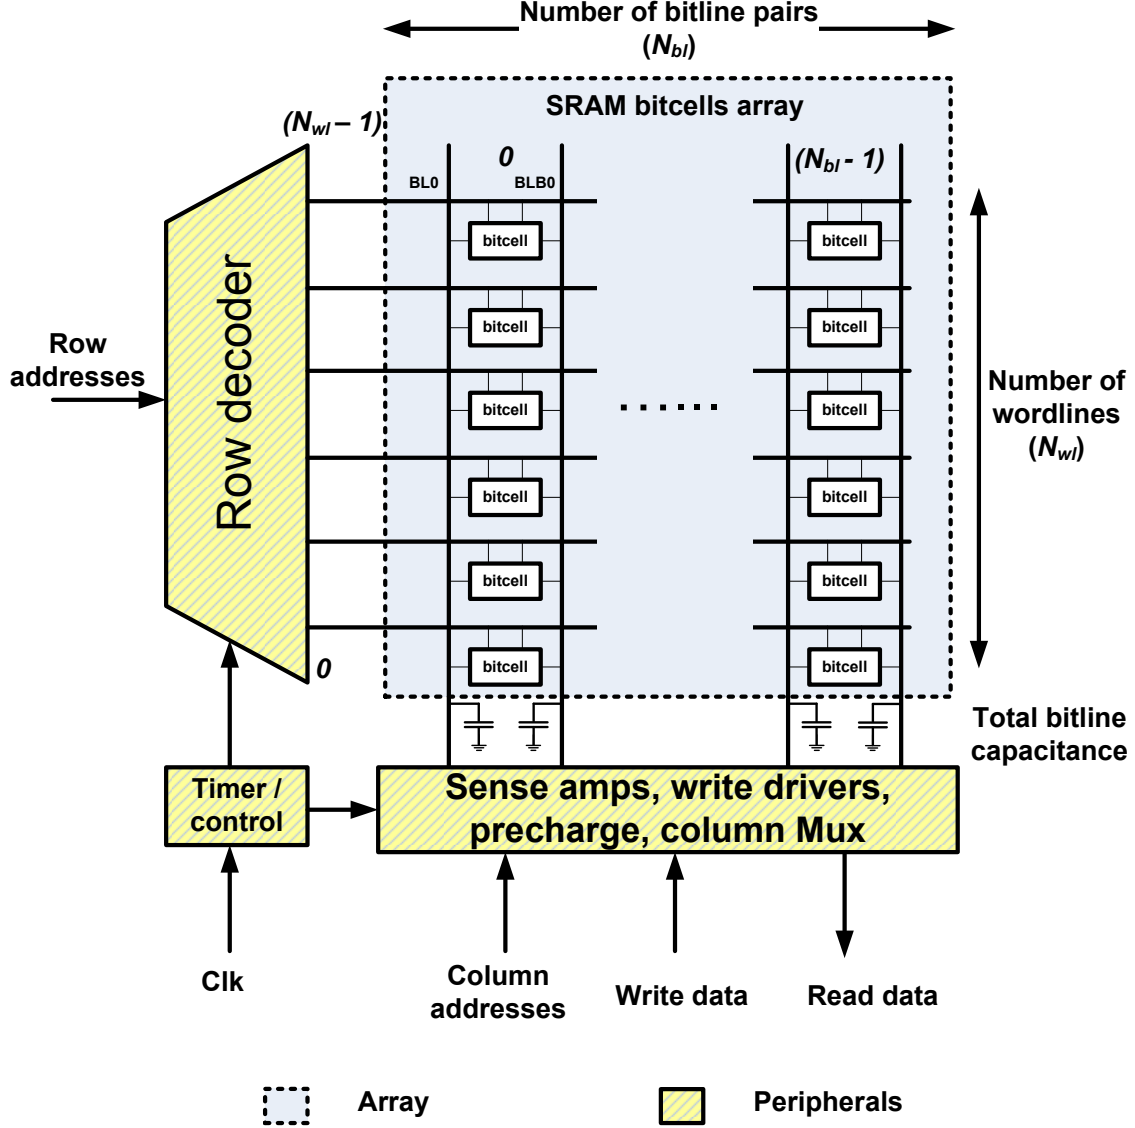 Number of bitline pairs
(Nbl)
SRAM bitcells array
(Nwl – 1)
0
(Nbl - 1)
BL0
BLB0
bitcell
bitcell
bitcell
bitcell
bitcell
bitcell
bitcell
bitcell
bitcell
bitcell
bitcell
bitcell
Row decoder
Row
addresses
Number of
wordlines
(Nwl)
0
Total bitline
capacitance
Timer /
control
Sense amps, write drivers,
precharge, column Mux
Clk
Column
addresses
Write data
Read data
Array
Peripherals